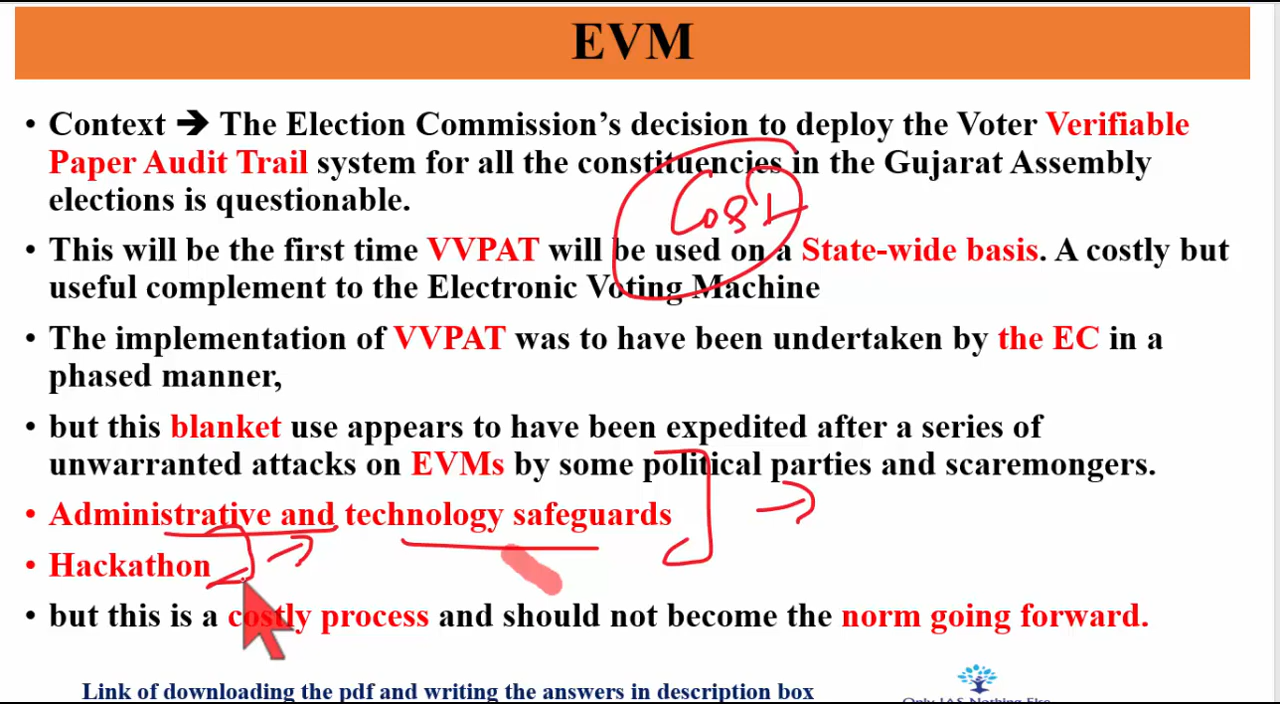 EVM
• Context ➔ The Election Commission's decision to deploy the Voter Verifiable
Paper Audit Trail system for all the constituencies in the Gujarat Assembly
elections is questionable.
Cost
• This will be the first time VVPAT will be used on a State-wide basis. A costly but
useful complement to the Electronic Voting Machine
• The implementation of VVPAT was to have been undertaken by the EC in a
phased manner,
• but this blanket use appears to have been expedited after a series of
unwarranted attacks on EVMs by some political parties and scaremongers.
• Administrative and technology safeguards
• Hackathon
• but this is a costly process and should not become the norm going forward.
Link of downloading the pdf and writing the answers in description box
Only IAS Nothing Else